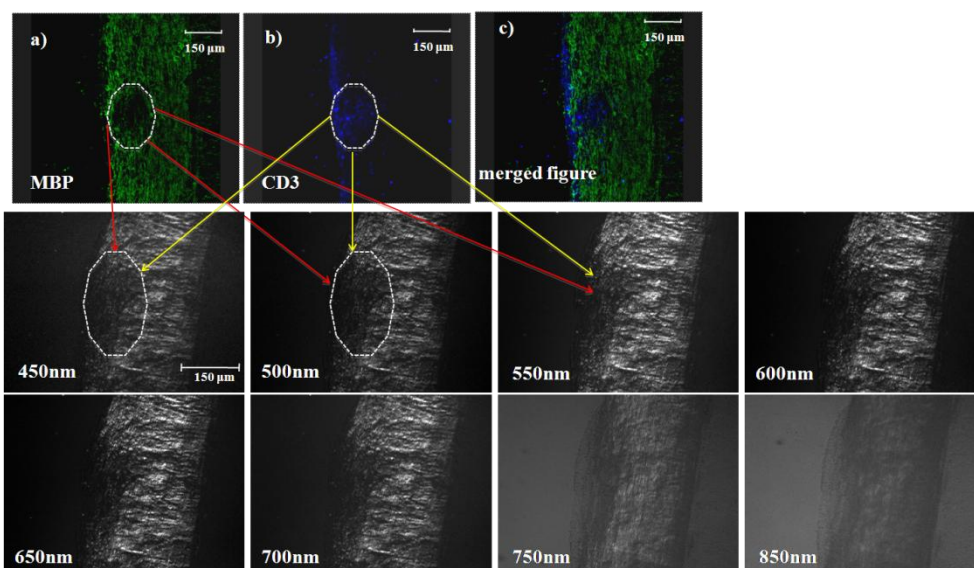 a)
150 μm
b)
150 μm
c)
150 μm
MBP
CD3
merged figure
450nm
150 μm
500nm
550nm
600nm
650nm
700nm
750nm
850nm